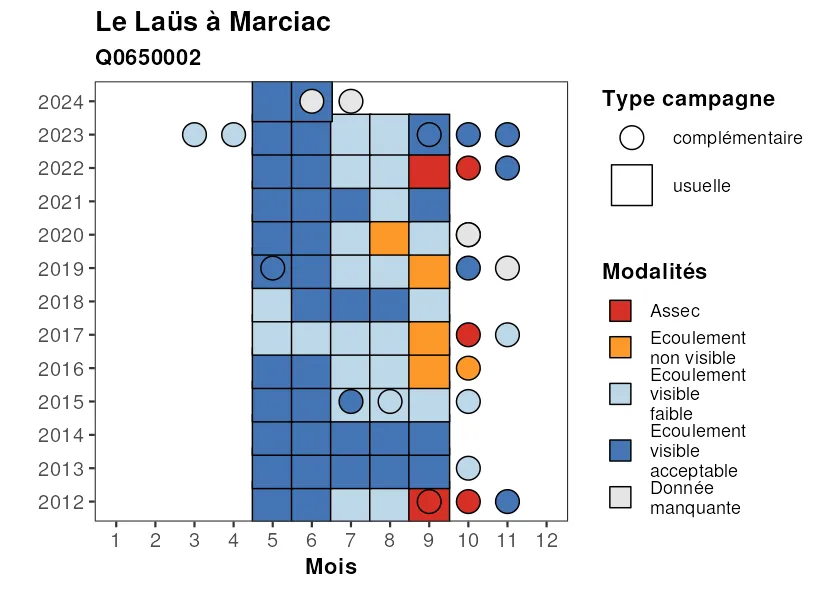 Le Laüs à Marciac
Q0650002
2024
2023
2022
2021
2020
2019
2018
2017
2016
2015
2014
2013
2012
1 2 3 4 5 6 7 8 9 10 11 12
Mois
Type campagne
complémentaire
usuelle
Modalités
Assec
Ecoulement
non visible
Ecoulement
visible
faible
Ecoulement
visible
acceptable
Donnée
manquante